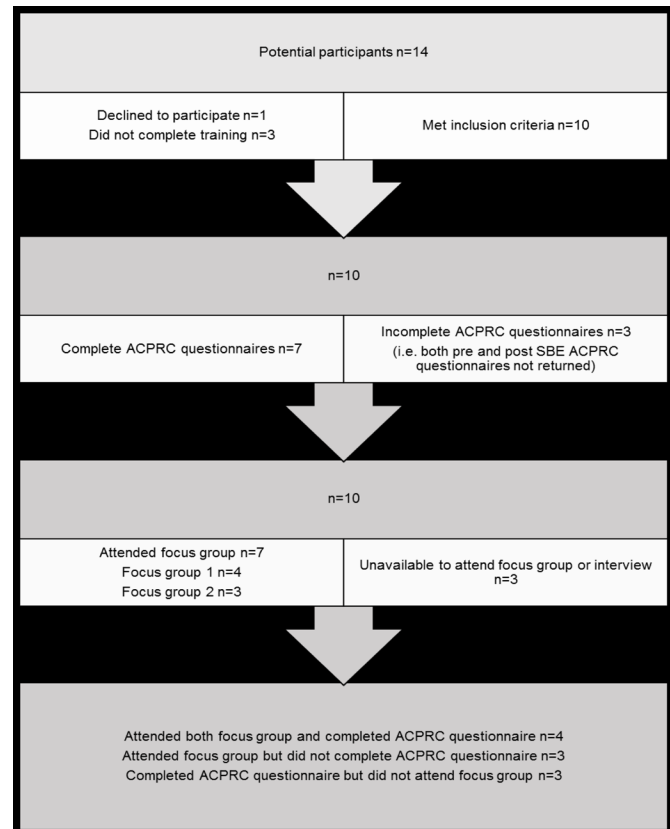 Potential participants n=14
Declined to participate n=1
Did not complete training n=3
Met inclusion criteria n=10
n=10
Complete ACPRC questionnaires n=7
Incomplete ACPRC questionnaires n=3
(i.e. both pre and post SBE ACPRC
questionnaires not returned)
n=10
Attended focus group n=7
Focus group 1 n=4
Focus group 2 n=3
Unavailable to attend focus group or interview
n=3
Attended both focus group and completed ACPRC questionnaire n=4
Attended focus group but did not complete ACPRC questionnaire n=3
Completed ACPRC questionnaire but did not attend focus group n=3